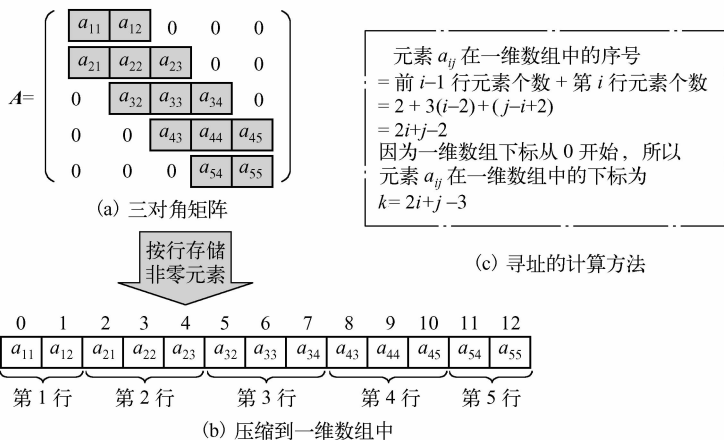 a11 a12 0 0 0
a21 a22 a23 0 0
A= 0 a32 a33 a34 0
0 0 a43 a44 a45
0 0 0 a54 a55
(a) 三对角矩阵
按行存储
非零元素
元素 aij 在一维数组中的序号
= 前 i–1 行元素个数 + 第 i 行元素个数
= 2 + 3(i–2)+( j–i+2)
= 2i+j–2
因为一维数组下标从 0 开始，所以
元素 aij 在一维数组中的下标为
k= 2i+j –3
(c) 寻址的计算方法
0 1 2 3 4 5 6 7 8 9 10 11 12
a11 a12 a21 a22 a23 a32 a33 a34 a43 a44 a45 a54 a55
第 1 行 第 2 行 第 3 行 第 4 行 第 5 行
(b) 压缩到一维数组中